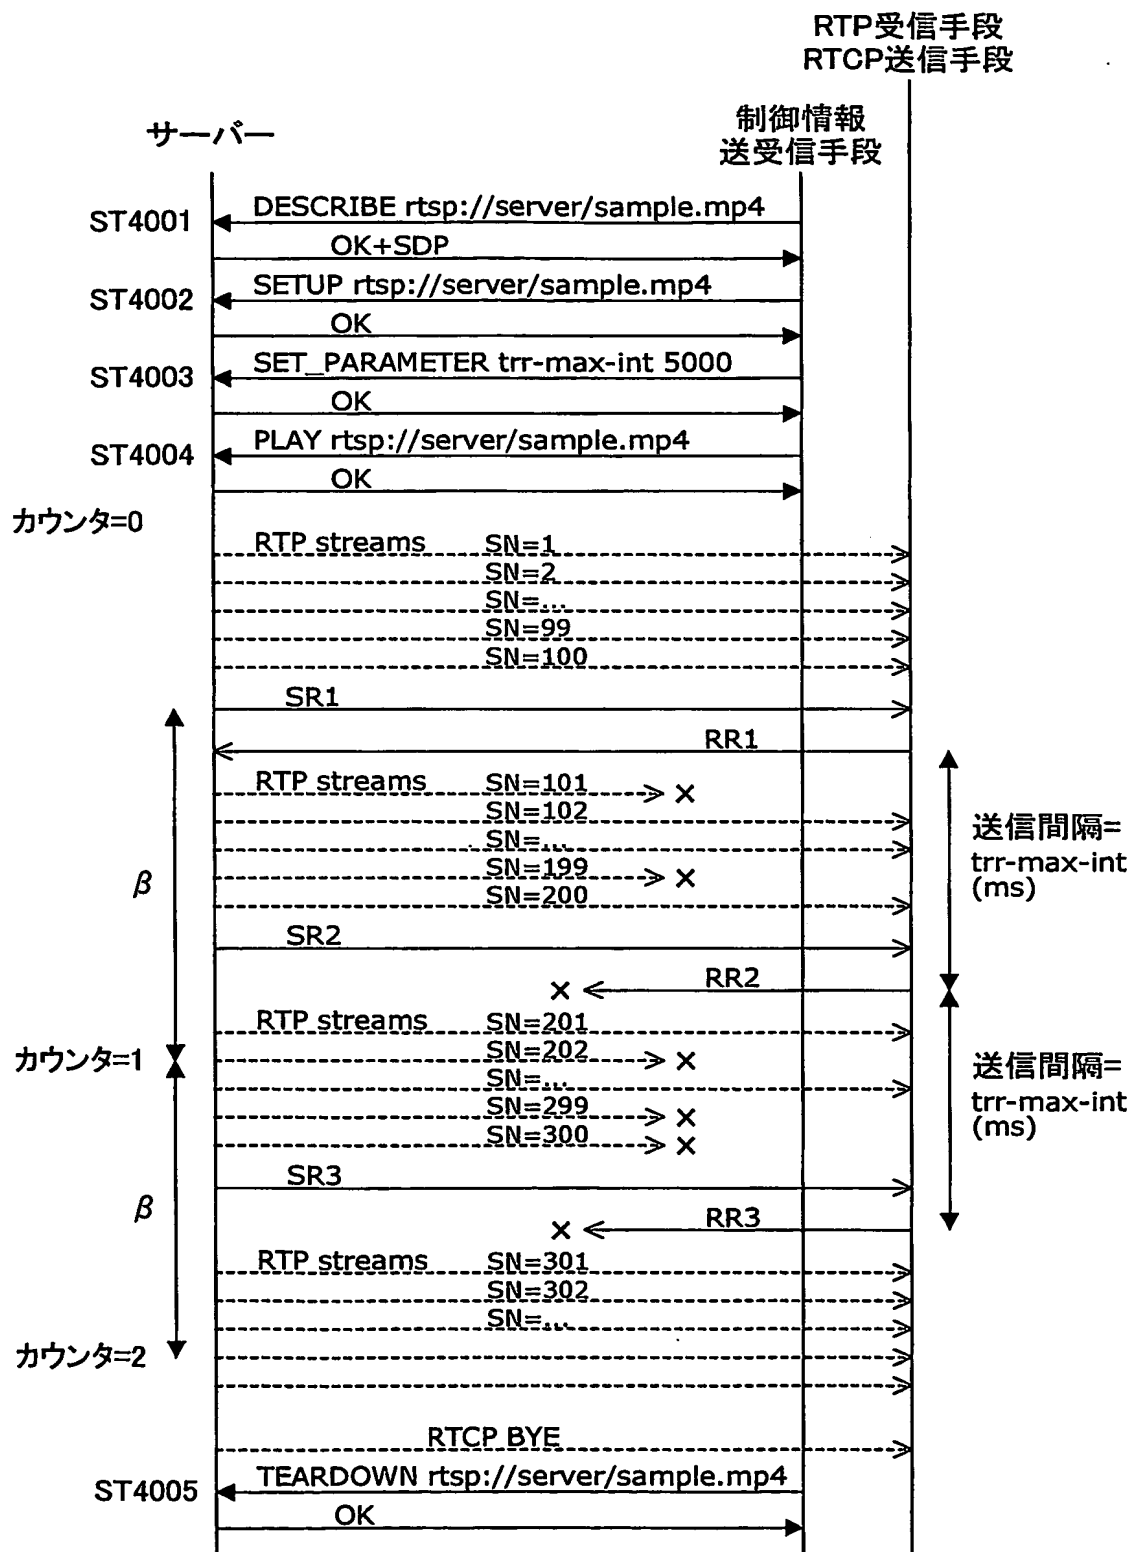 RTP受信手段
RTCP送信手段
制御情報
送受信手段
サーバー
ST4001
DESCRIBE rtsp://server/sample.mp4
OK+SDP
ST4002
SETUP rtsp://server/sample.mp4
OK
ST4003
SET_PARAMETER trr-max-int 5000
OK
ST4004
PLAY rtsp://server/sample.mp4
OK
カウンタ=0
RTP streams SN=1
SN=2
SN=...
SN=99
SN=100
SR1
RR1
RTP streams SN=101
SN=102
SN=...
SN=199
SN=200
β
送信間隔=
trr-max-int
(ms)
SR2
RR2
RTP streams SN=201
カウンタ=1
SN=202
SN=...
SN=299
SN=300
送信間隔=
trr-max-int
(ms)
SR3
β
RR3
RTP streams SN=301
SN=302
SN=...
カウンタ=2
RTCP BYE
ST4005
TEARDOWN rtsp://server/sample.mp4
OK